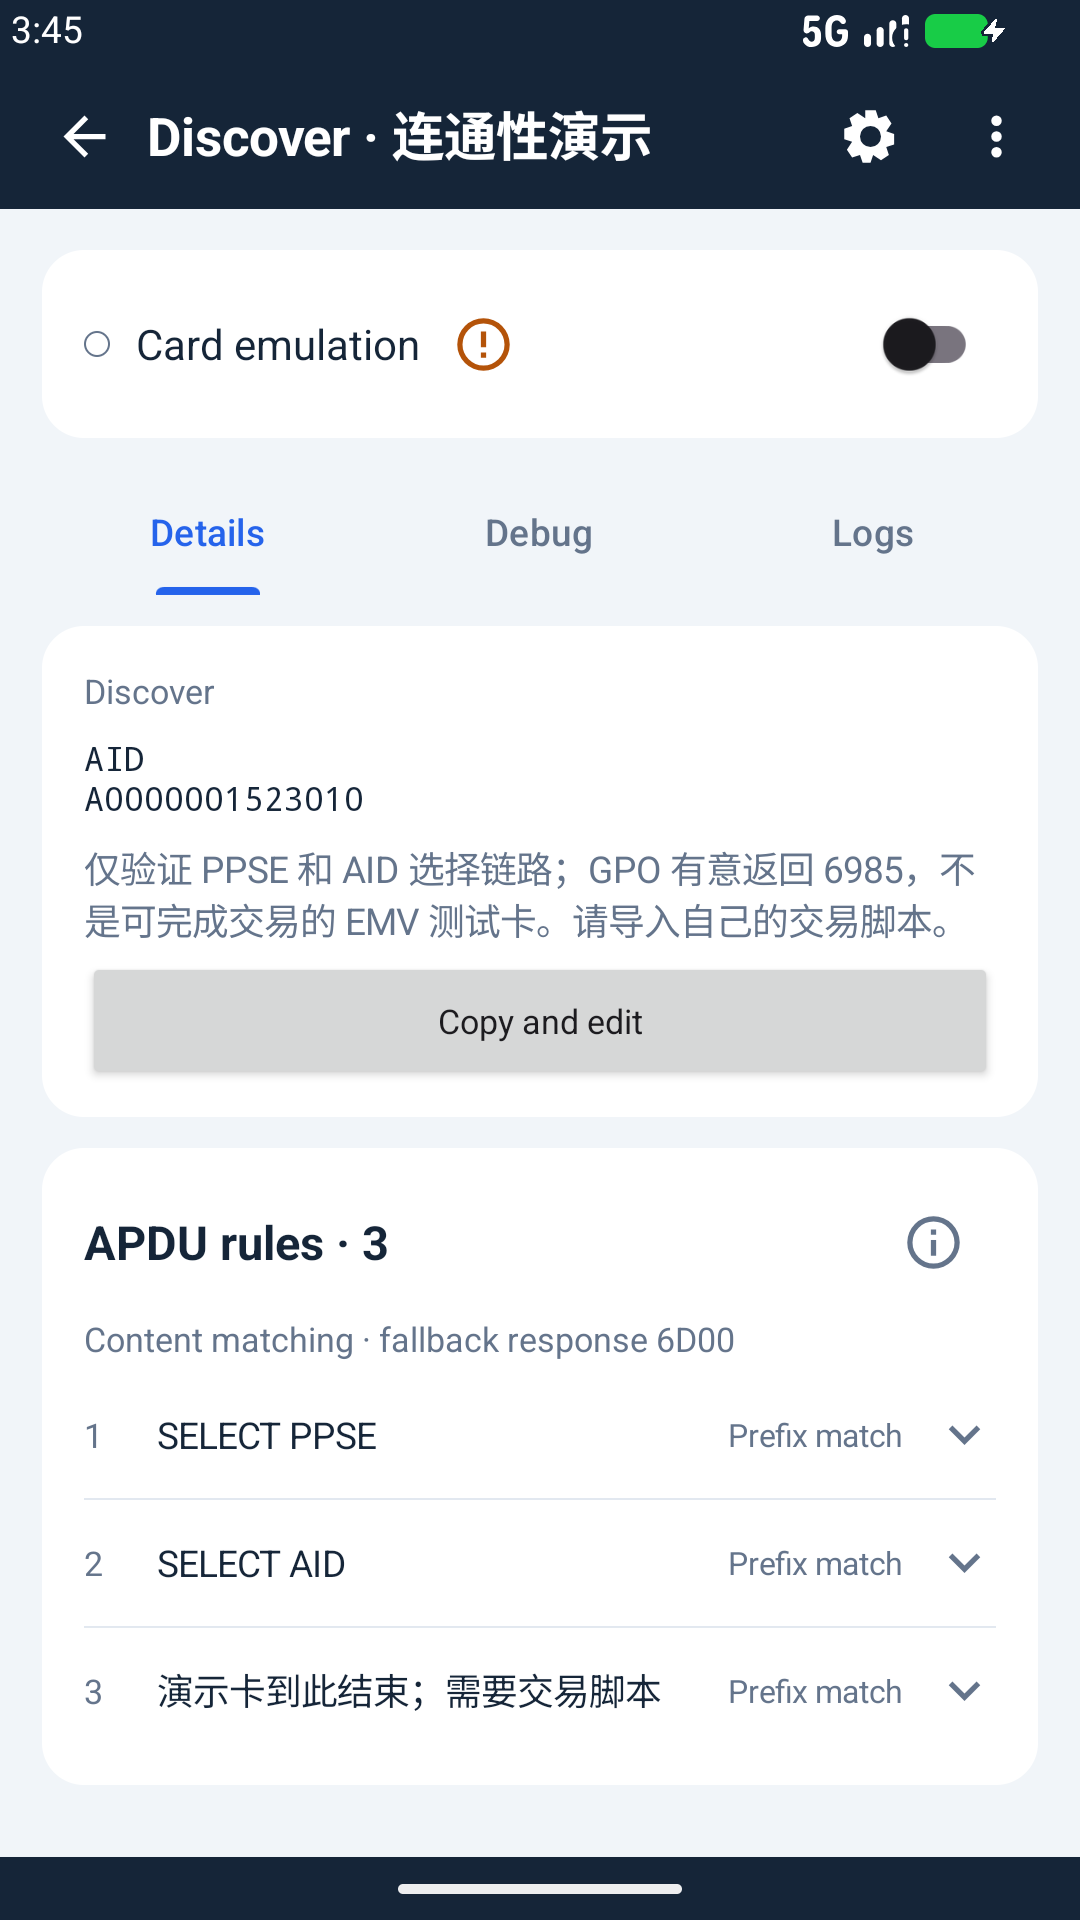 3:45
5G
Discover · 连通性演示
Card emulation
Details
Debug
Logs
Discover
AID
A0000001523010
仅验证 PPSE 和 AID 选择链路；GPO 有意返回 6985，不
是可完成交易的 EMV 测试卡。请导入自己的交易脚本。
Copy and edit
APDU rules · 3
Content matching · fallback response 6D00
1 SELECT PPSE Prefix match
2 SELECT AID Prefix match
3 演示卡到此结束；需要交易脚本 Prefix match